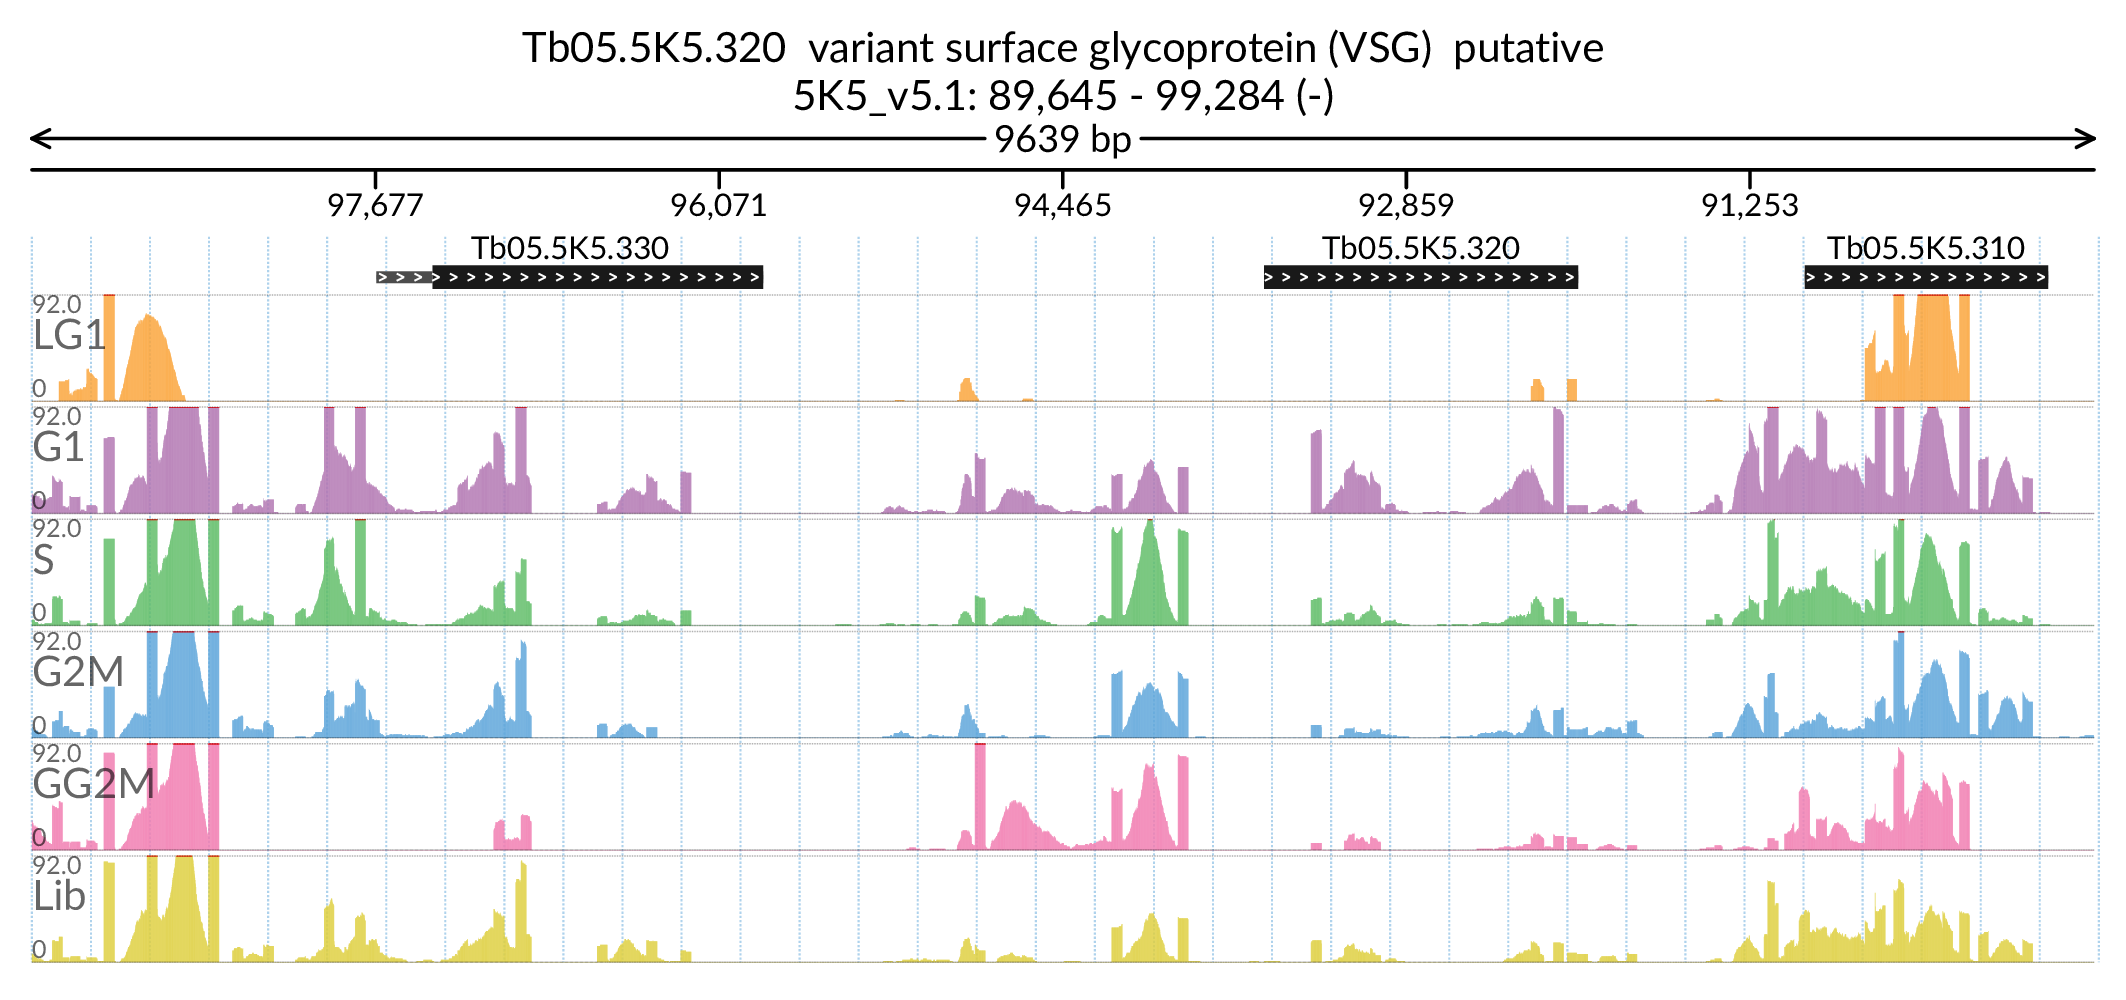 Tb05.5K5.320 variant surface glycoprotein (VSG) putative
5K5_v5.1: 89,645 - 99,284 (-)
9639 bp
97,677 96,071 94,465 92,859 91,253
Tb05.5K5.330 Tb05.5K5.320 Tb05.5K5.310
92.0
LG1
0
92.0
G1
0
92.0
S
0
92.0
G2M
0
92.0
GG2M
0
92.0
Lib
0